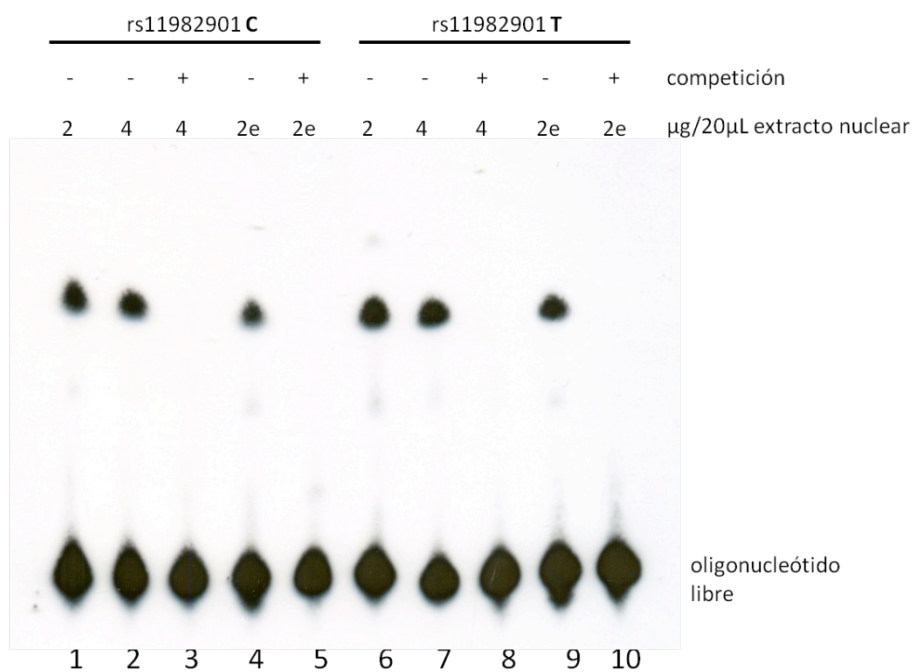 rs11982901 C rs11982901 T
- - + - + - - + - + competición
2 4 4 2e 2e 2 4 4 2e 2e µg/20µL extracto nuclear
oligonucleótido
libre
1 2 3 4 5 6 7 8 9 10